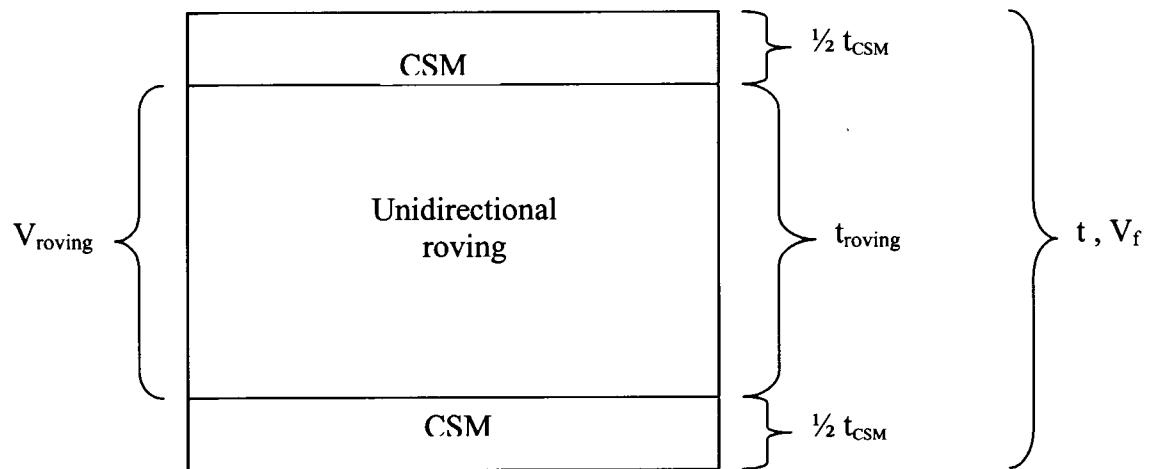 CSM
½ t_CSM
V_roving
Unidirectional
roving
t_roving
t , V_f
CSM
½ t_CSM